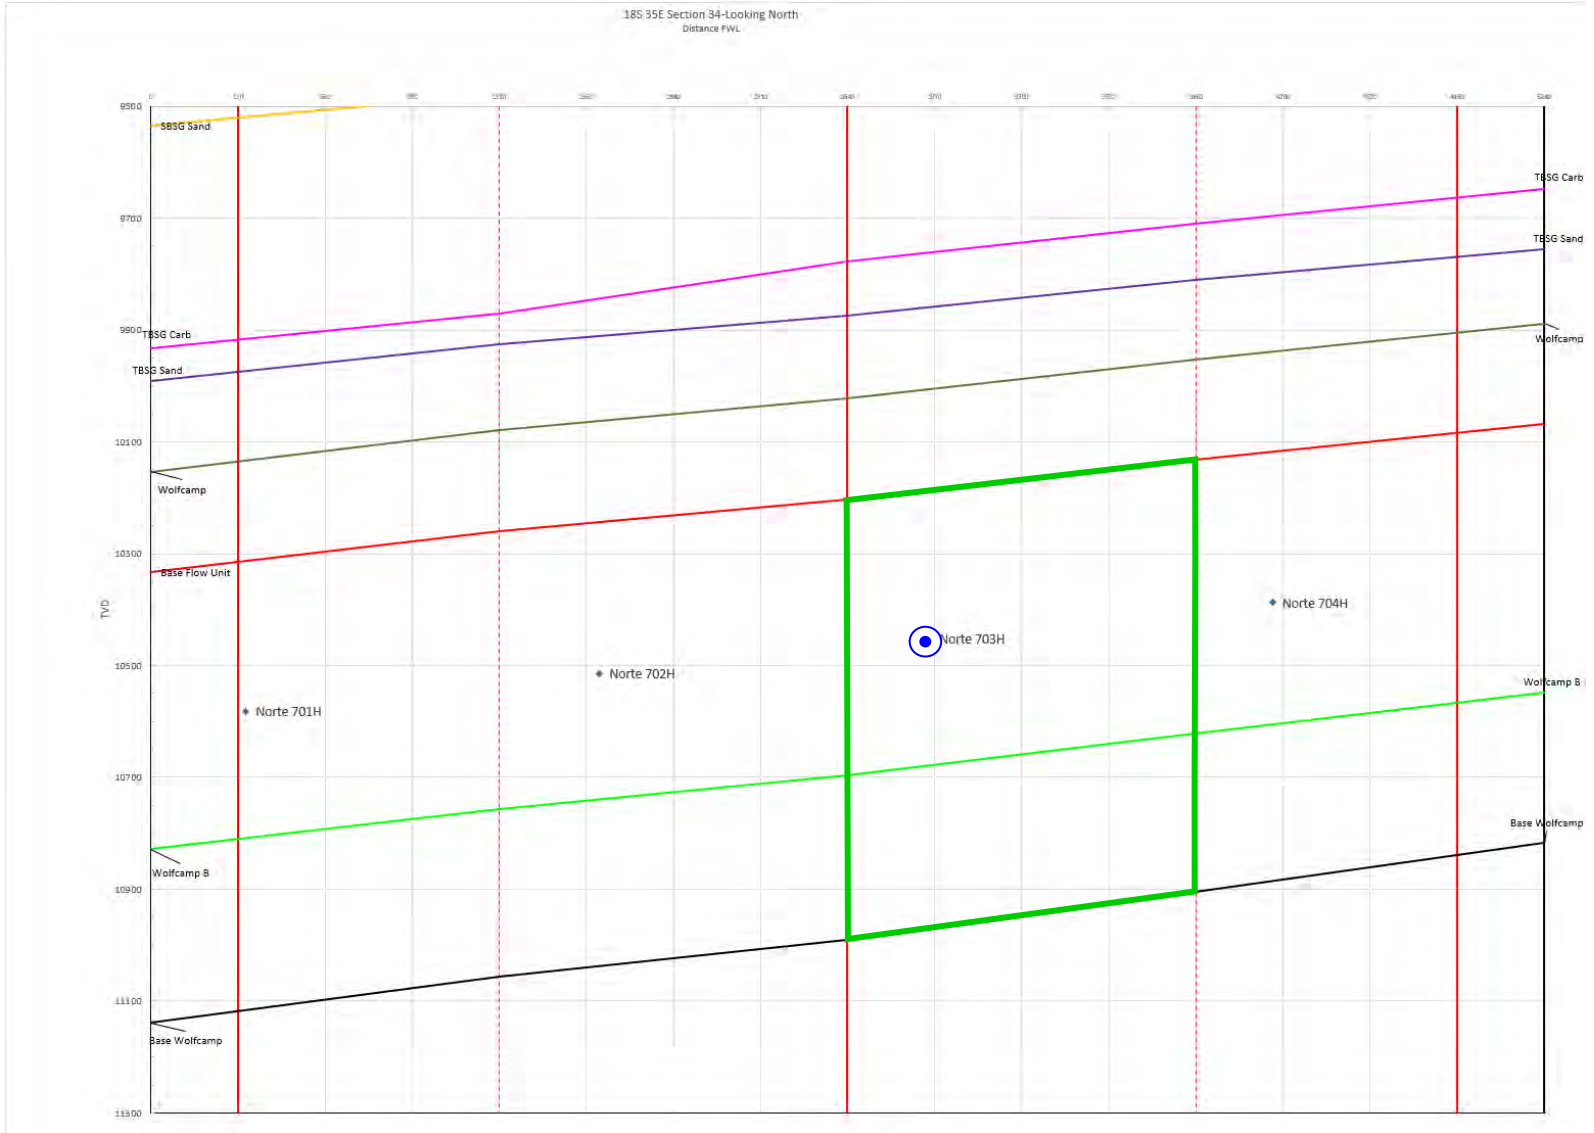 18S 35E Section 34-Looking North
Distance FWL
9500
SBSG Sand
TBSG Carb
9700
TBSG Sand
9900
TBSG Carb
Wolfcamp
TBSG Sand
10100
Wolfcamp
10300
Base Flow Unit
TVD
Norte 704H
Norte 703H
10500
Norte 702H
Wolfcamp B
Norte 701H
10700
Base Wolfcamp
Wolfcamp B
10900
11100
Base Wolfcamp
11300